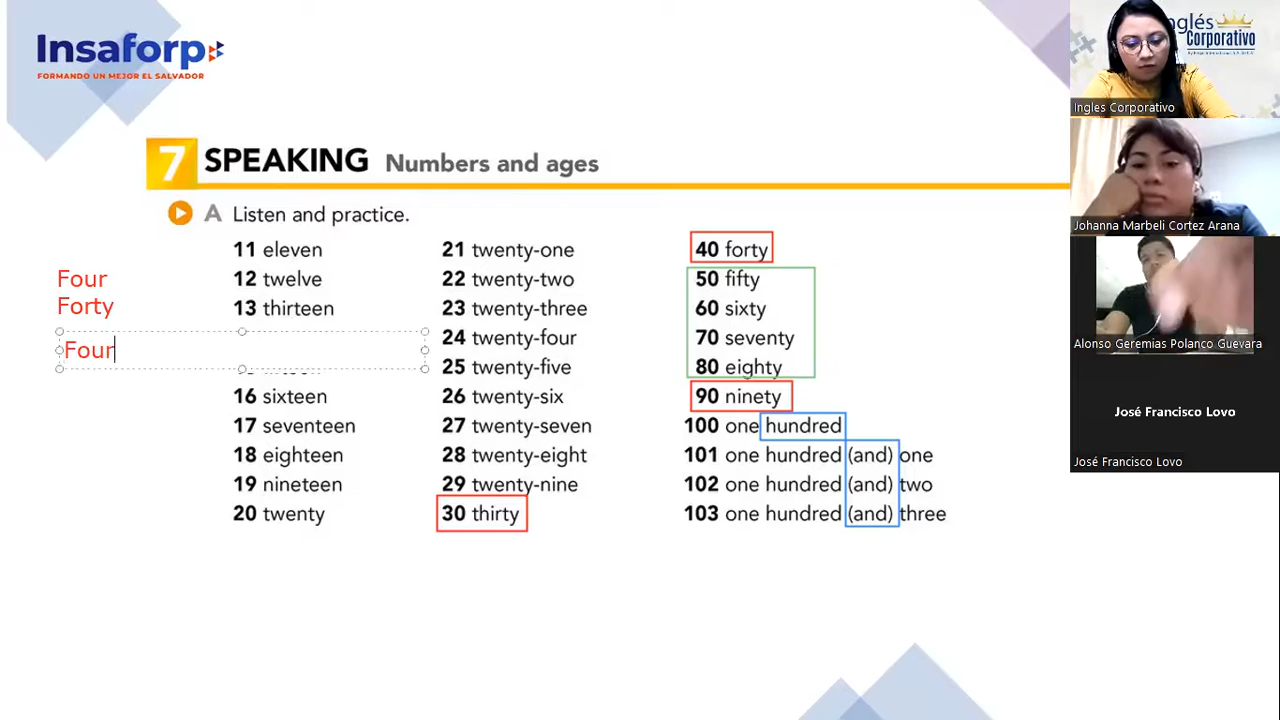 Insaforp
FORMANDO UN MEJOR EL SALVADOR
7 SPEAKING Numbers and ages
A Listen and practice.
11 eleven
12 twelve
13 thirteen
16 sixteen
17 seventeen
18 eighteen
19 nineteen
20 twenty
21 twenty-one
22 twenty-two
23 twenty-three
24 twenty-four
25 twenty-five
26 twenty-six
27 twenty-seven
28 twenty-eight
29 twenty-nine
30 thirty
40 forty
50 fifty
60 sixty
70 seventy
80 eighty
90 ninety
100 one hundred
101 one hundred (and) one
102 one hundred (and) two
103 one hundred (and) three
Four
Forty
Four
Inglés
Corporativo
Ingles Corporativo
Johanna Marbeli Cortez Arana
Alonso Geremias Polanco Guevara
José Francisco Lovo
José Francisco Lovo